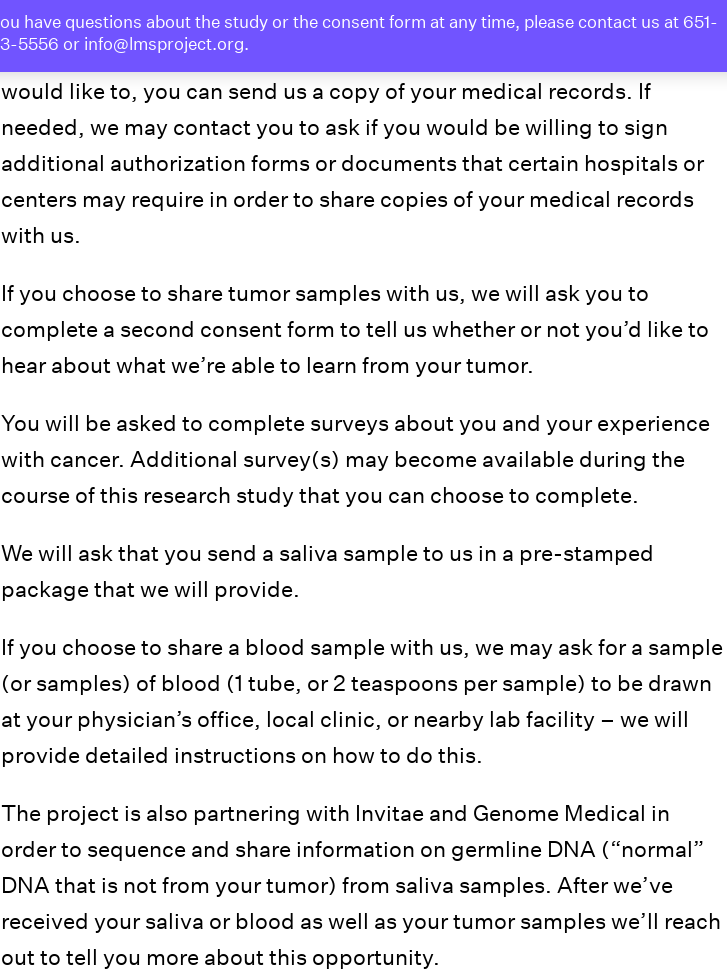 ou have questions about the study or the consent form at any time, please contact us at 651-
3-5556 or info@lmsproject.org.
would like to, you can send us a copy of your medical records. If
needed, we may contact you to ask if you would be willing to sign
additional authorization forms or documents that certain hospitals or
centers may require in order to share copies of your medical records
with us.
If you choose to share tumor samples with us, we will ask you to
complete a second consent form to tell us whether or not you’d like to
hear about what we’re able to learn from your tumor.
You will be asked to complete surveys about you and your experience
with cancer. Additional survey(s) may become available during the
course of this research study that you can choose to complete.
We will ask that you send a saliva sample to us in a pre-stamped
package that we will provide.
If you choose to share a blood sample with us, we may ask for a sample
(or samples) of blood (1 tube, or 2 teaspoons per sample) to be drawn
at your physician’s office, local clinic, or nearby lab facility – we will
provide detailed instructions on how to do this.
The project is also partnering with Invitae and Genome Medical in
order to sequence and share information on germline DNA (“normal”
DNA that is not from your tumor) from saliva samples. After we’ve
received your saliva or blood as well as your tumor samples we’ll reach
out to tell you more about this opportunity.